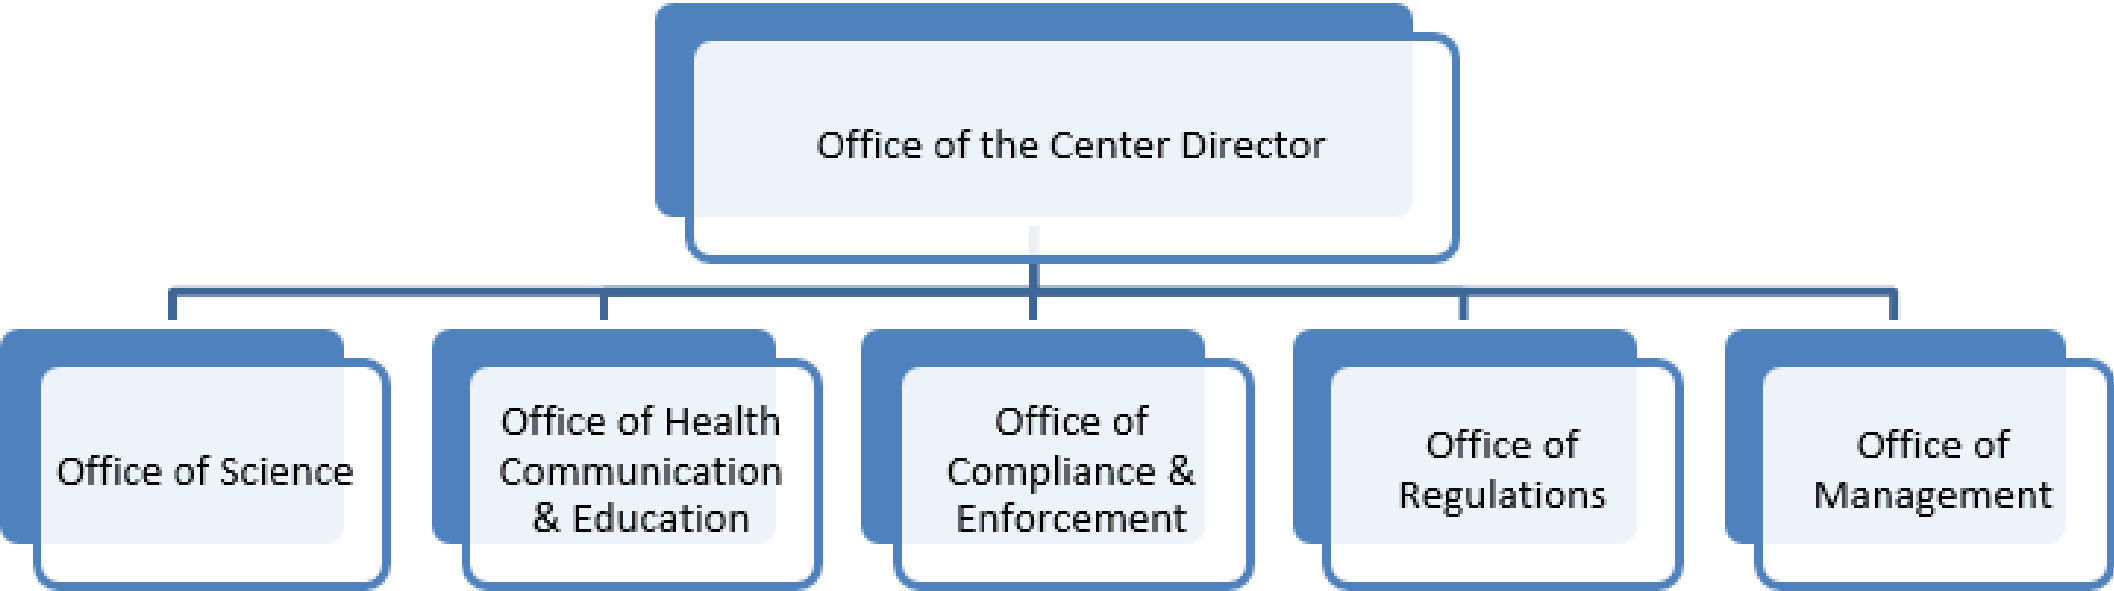 Office of the Center Director
Office of Science
Office of Health
Communication
& Education
Office of
Compliance &
Enforcement
Office of
Regulations
Office of
Management